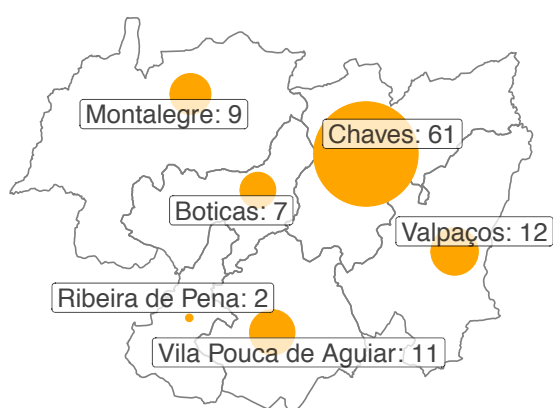 Montalegre: 9
Chaves: 61
Boticas: 7
Valpaços: 12
Ribeira de Pena: 2
Vila Pouca de Aguiar: 11